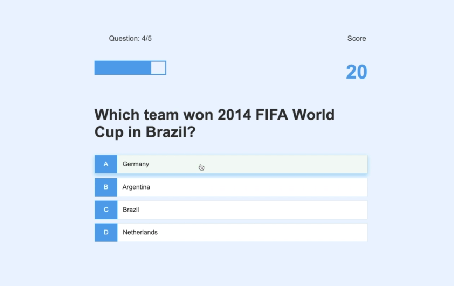 Question: 4/5
Score
20
Which team won 2014 FIFA World
Cup in Brazil?
A Germany
B Argentina
C Brazil
D Netherlands